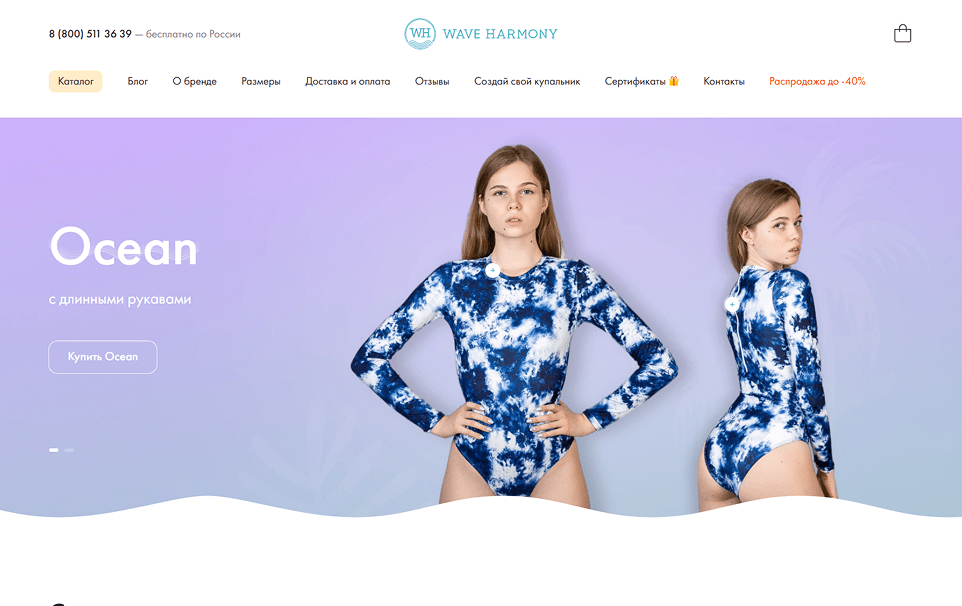 8 (800) 511 36 39 — бесплатно по России
WH WAVE HARMONY
Каталог Блог О бренде Размеры Доставка и оплата Отзывы Создай свой купальник Сертификаты 🎁 Контакты Распродажа до -40%
Ocean
с длинными рукавами
Купить Ocean